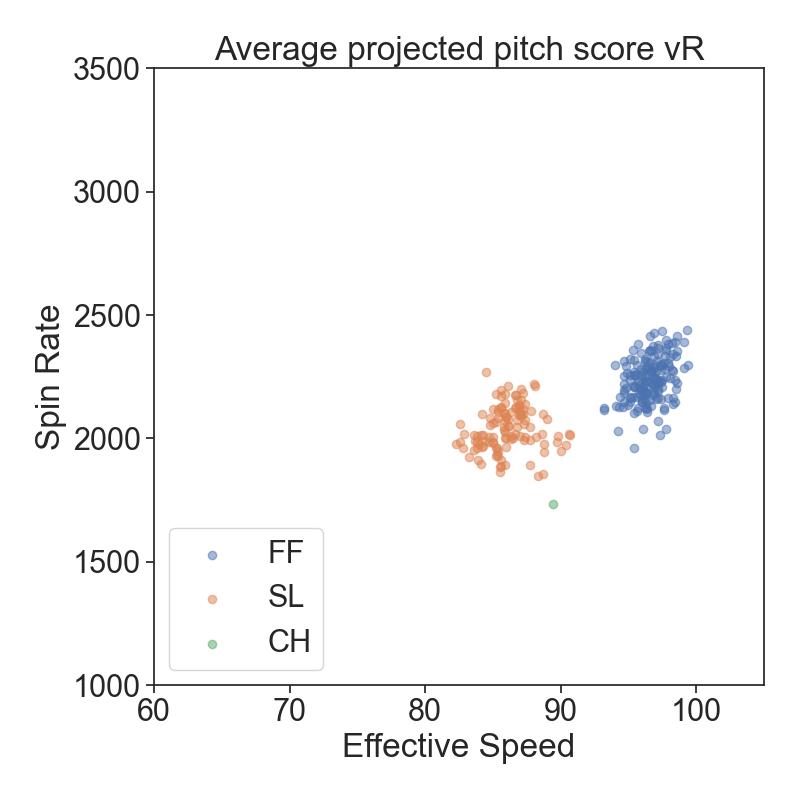 Average projected pitch score vR
3500
3000
2500
2000
1500
1000
Spin Rate
FF
SL
CH
60 70 80 90 100
Effective Speed